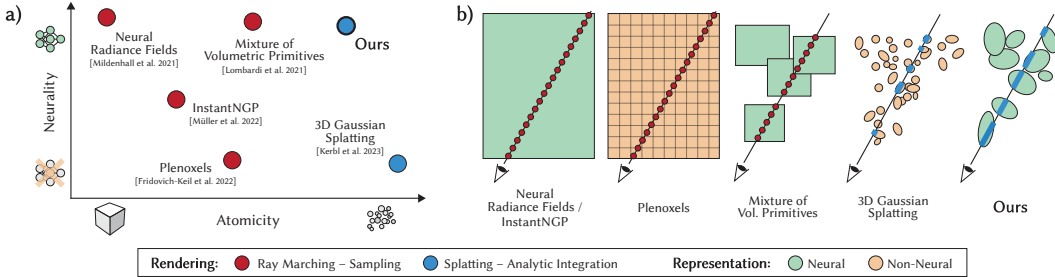 a)
Neurality
Neural
Radiance Fields
[Mildenhall et al. 2021]
Mixture of
Volumetric Primitives
[Lombardi et al. 2021]
Ours
InstantNGP
[Müller et al. 2022]
3D Gaussian
Splatting
[Kerbl et al. 2023]
Plenoxels
[Fridovich-Keil et al. 2022]
Atomicity
b)
Neural
Radiance Fields /
InstantNGP
Plenoxels
Mixture of
Vol. Primitives
3D Gaussian
Splatting
Ours
Rendering: Ray Marching – Sampling Splatting – Analytic Integration Representation: Neural Non-Neural